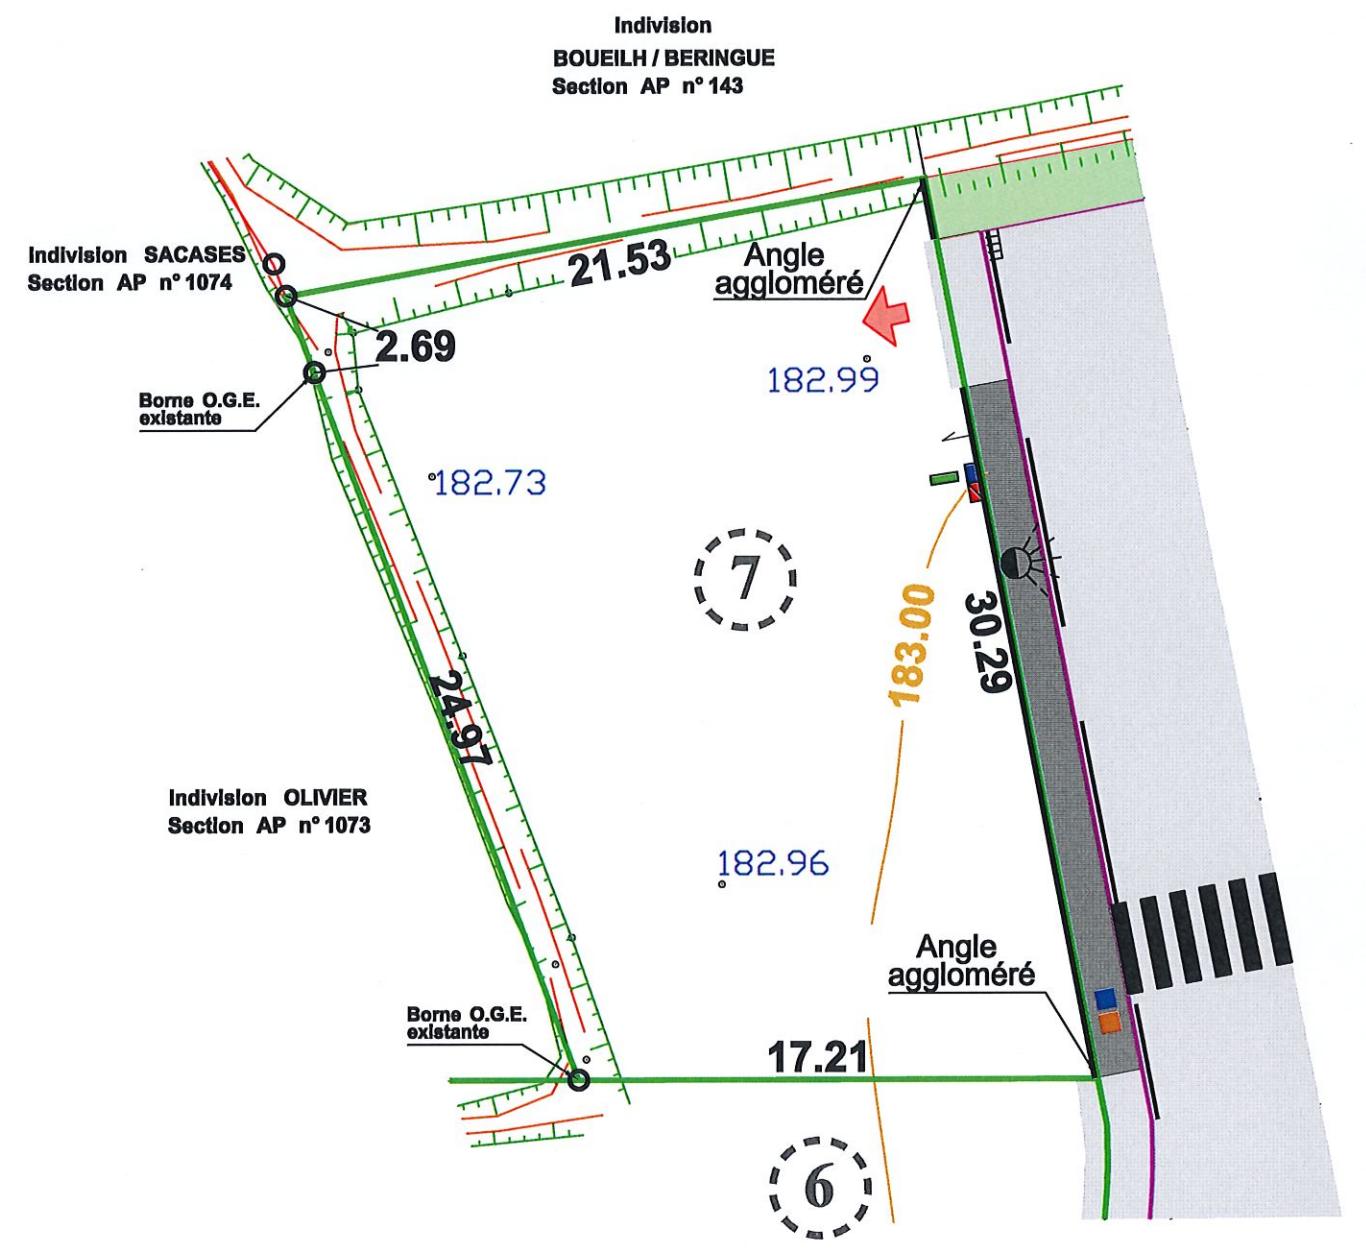 Indivision
BOUEILH / BERINGUE
Section AP n° 143
Indivision SACASES
Section AP n° 1074
21.53
Angle
aggloméré
2.69
182.99
Borne O.G.E.
existante
182.73
7
183.00
30.29
24.97
Indivision OLIVIER
Section AP n° 1073
182.96
Angle
aggloméré
Borne O.G.E.
existante
17.21
6